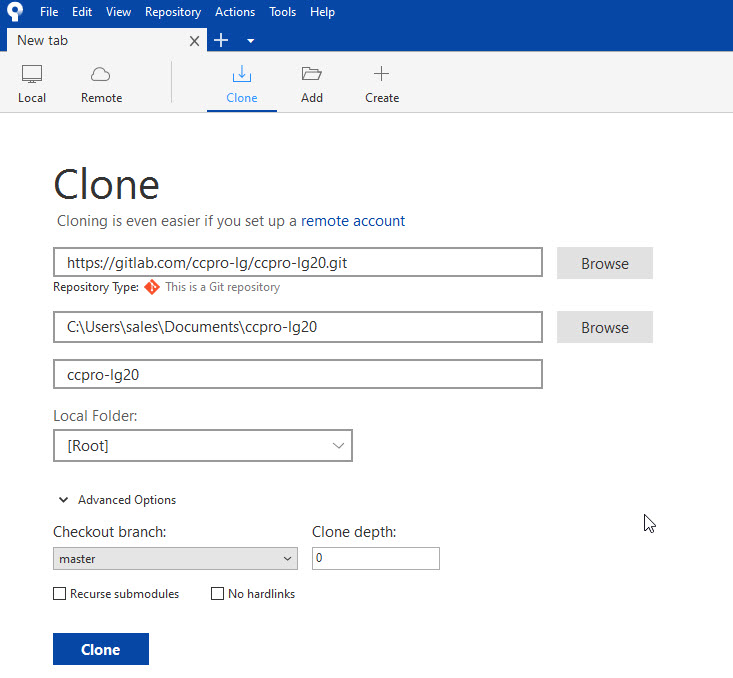 File Edit View Repository Actions Tools Help
New tab
Local Remote Clone Add Create
Clone
Cloning is even easier if you set up a remote account
https://gitlab.com/ccpro-lg/ccpro-lg20.git Browse
Repository Type: This is a Git repository
C:\Users\sales\Documents\ccpro-lg20 Browse
ccpro-lg20
Local Folder:
[Root]
Advanced Options
Checkout branch: Clone depth:
master 0
Recurse submodules No hardlinks
Clone